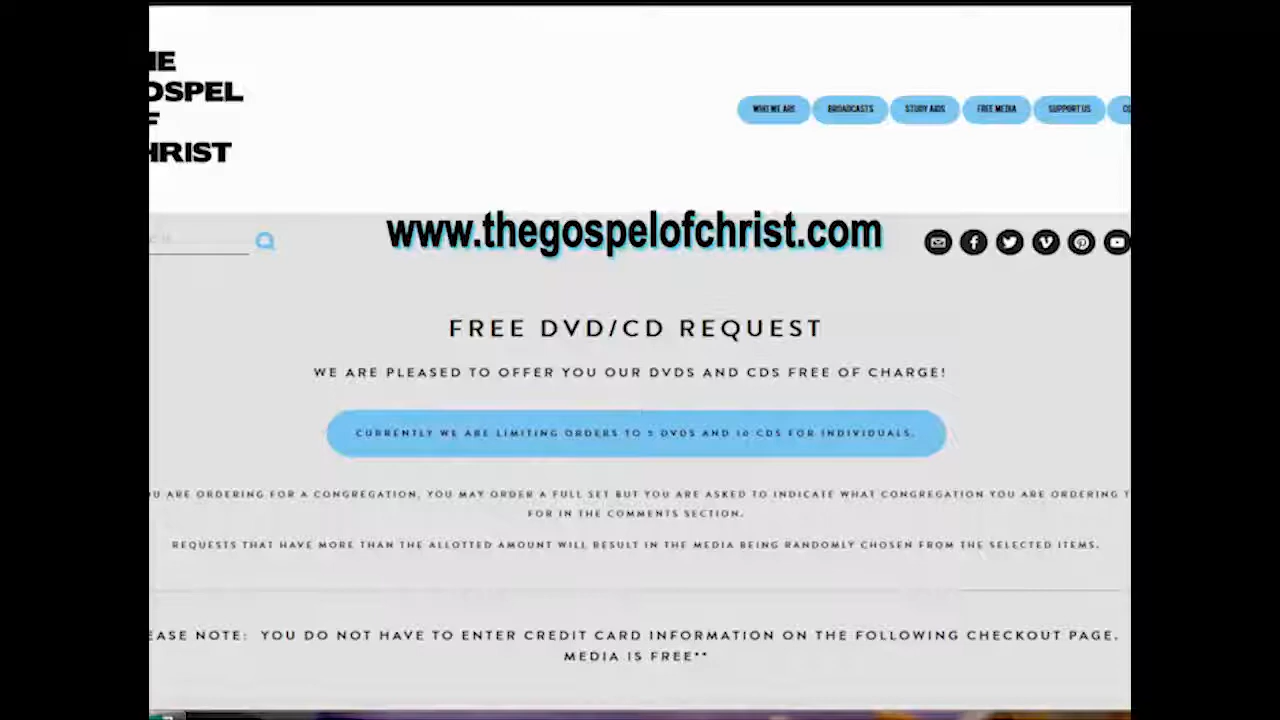 HE
OSPEL
F
HRIST
WHO WE ARE BROADCASTS STUDY AIDS FREE MEDIA SUPPORT US CO
www.thegospelofchrist.com
FREE DVD/CD REQUEST
WE ARE PLEASED TO OFFER YOU OUR DVDS AND CDS FREE OF CHARGE!
CURRENTLY WE ARE LIMITING ORDERS TO 5 DVDS AND 10 CDS FOR INDIVIDUALS.
OU ARE ORDERING FOR A CONGREGATION, YOU MAY ORDER A FULL SET BUT YOU ARE ASKED TO INDICATE WHAT CONGREGATION YOU ARE ORDERING T
FOR IN THE COMMENTS SECTION.
REQUESTS THAT HAVE MORE THAN THE ALLOTTED AMOUNT WILL RESULT IN THE MEDIA BEING RANDOMLY CHOSEN FROM THE SELECTED ITEMS.
EASE NOTE: YOU DO NOT HAVE TO ENTER CREDIT CARD INFORMATION ON THE FOLLOWING CHECKOUT PAGE.
MEDIA IS FREE**